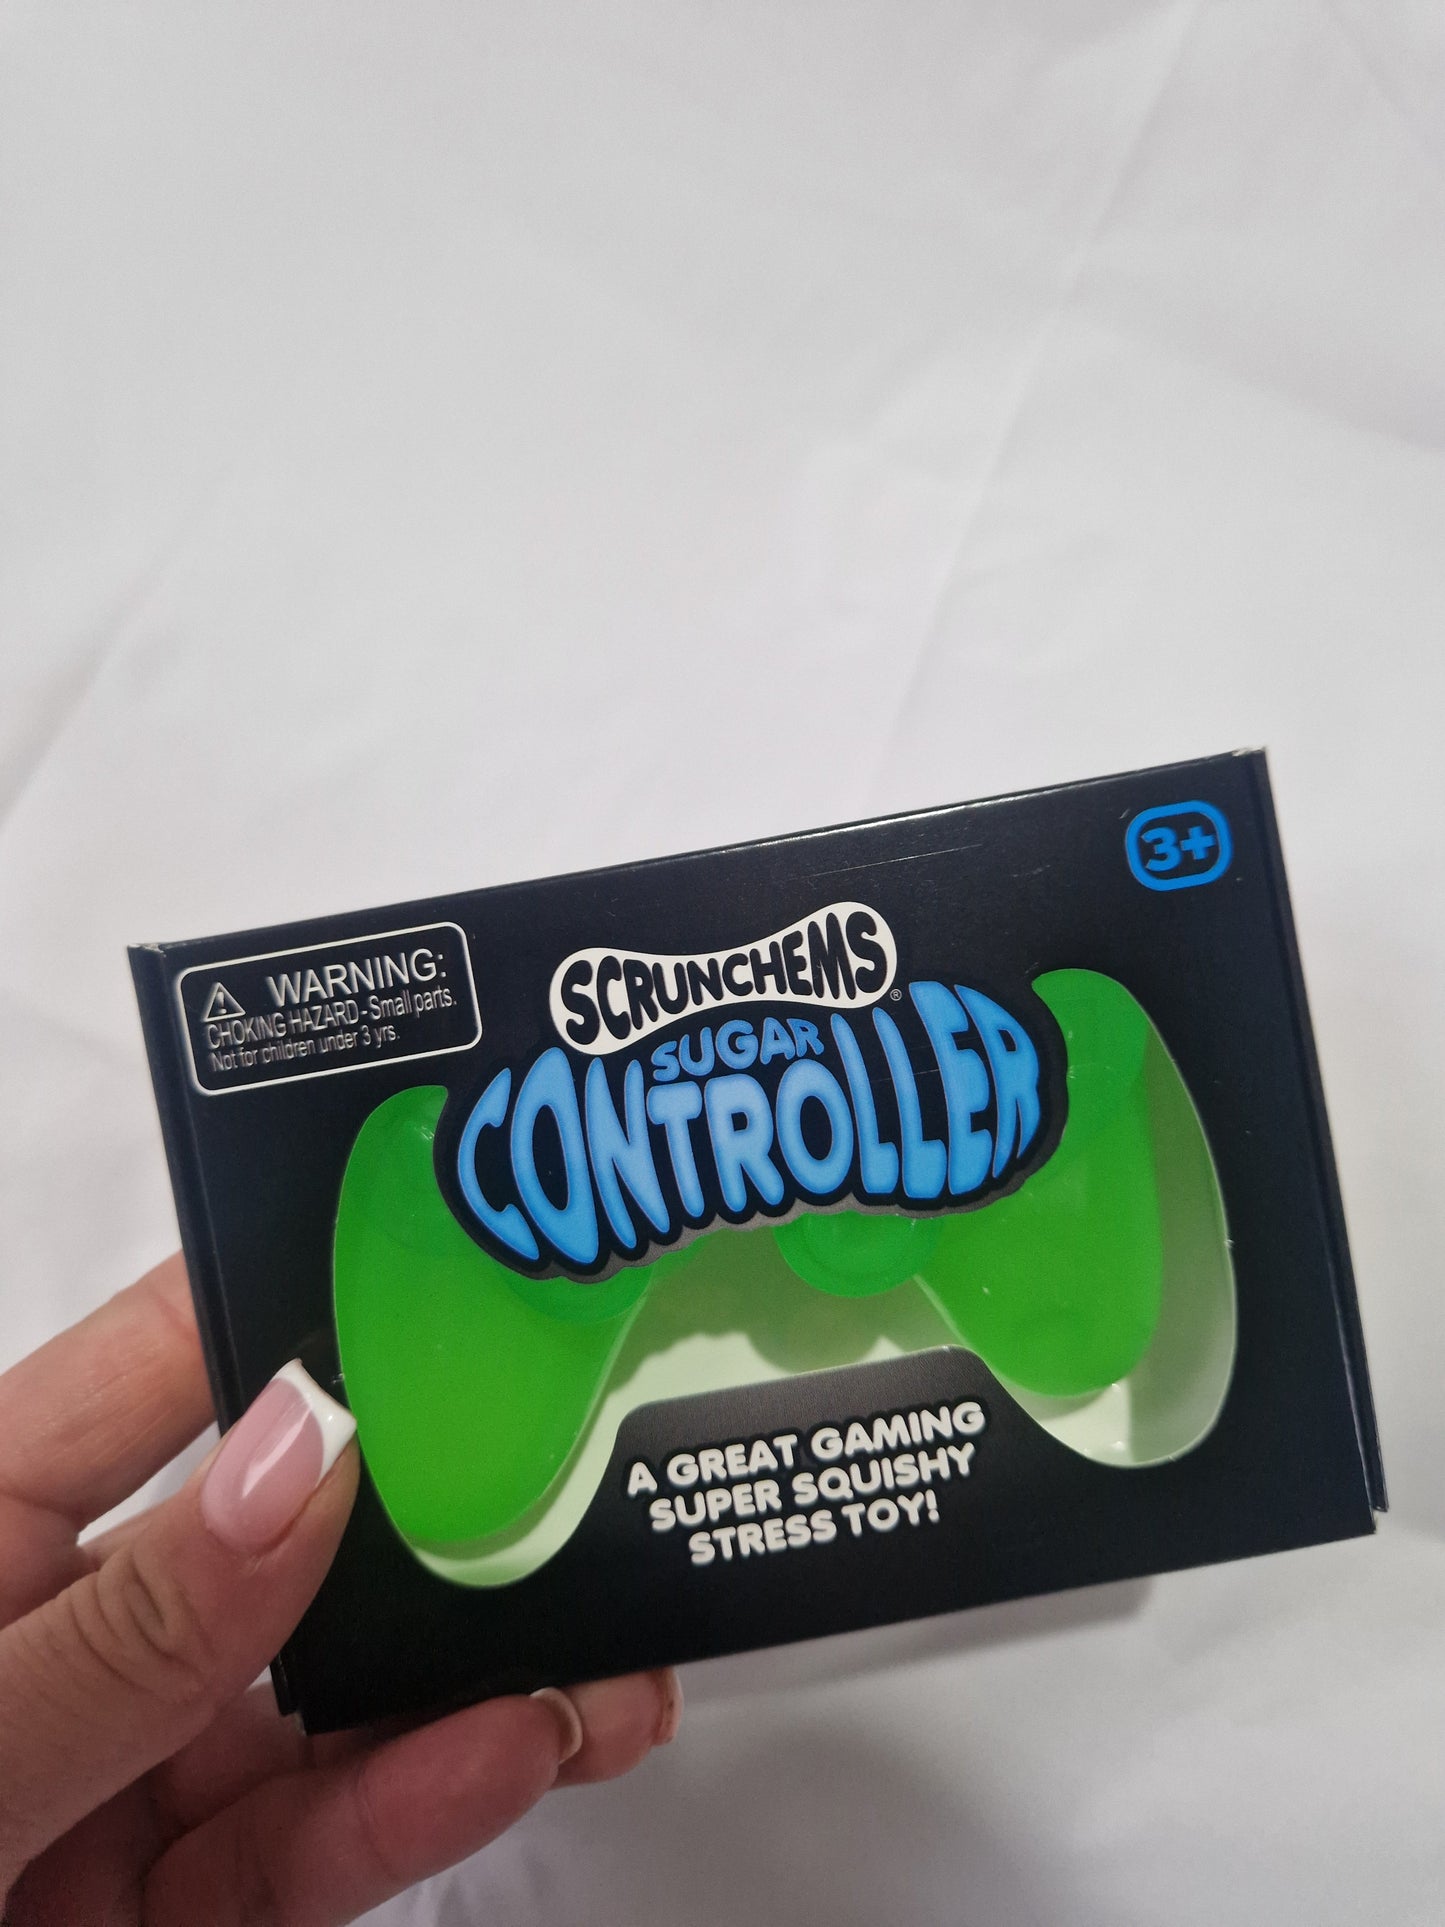 3+
⚠ WARNING:
CHOKING HAZARD - Small parts.
Not for children under 3 yrs.
SCRUNCHEMS®
SUGAR
CONTROLLER
A GREAT GAMING
SUPER SQUISHY
STRESS TOY!